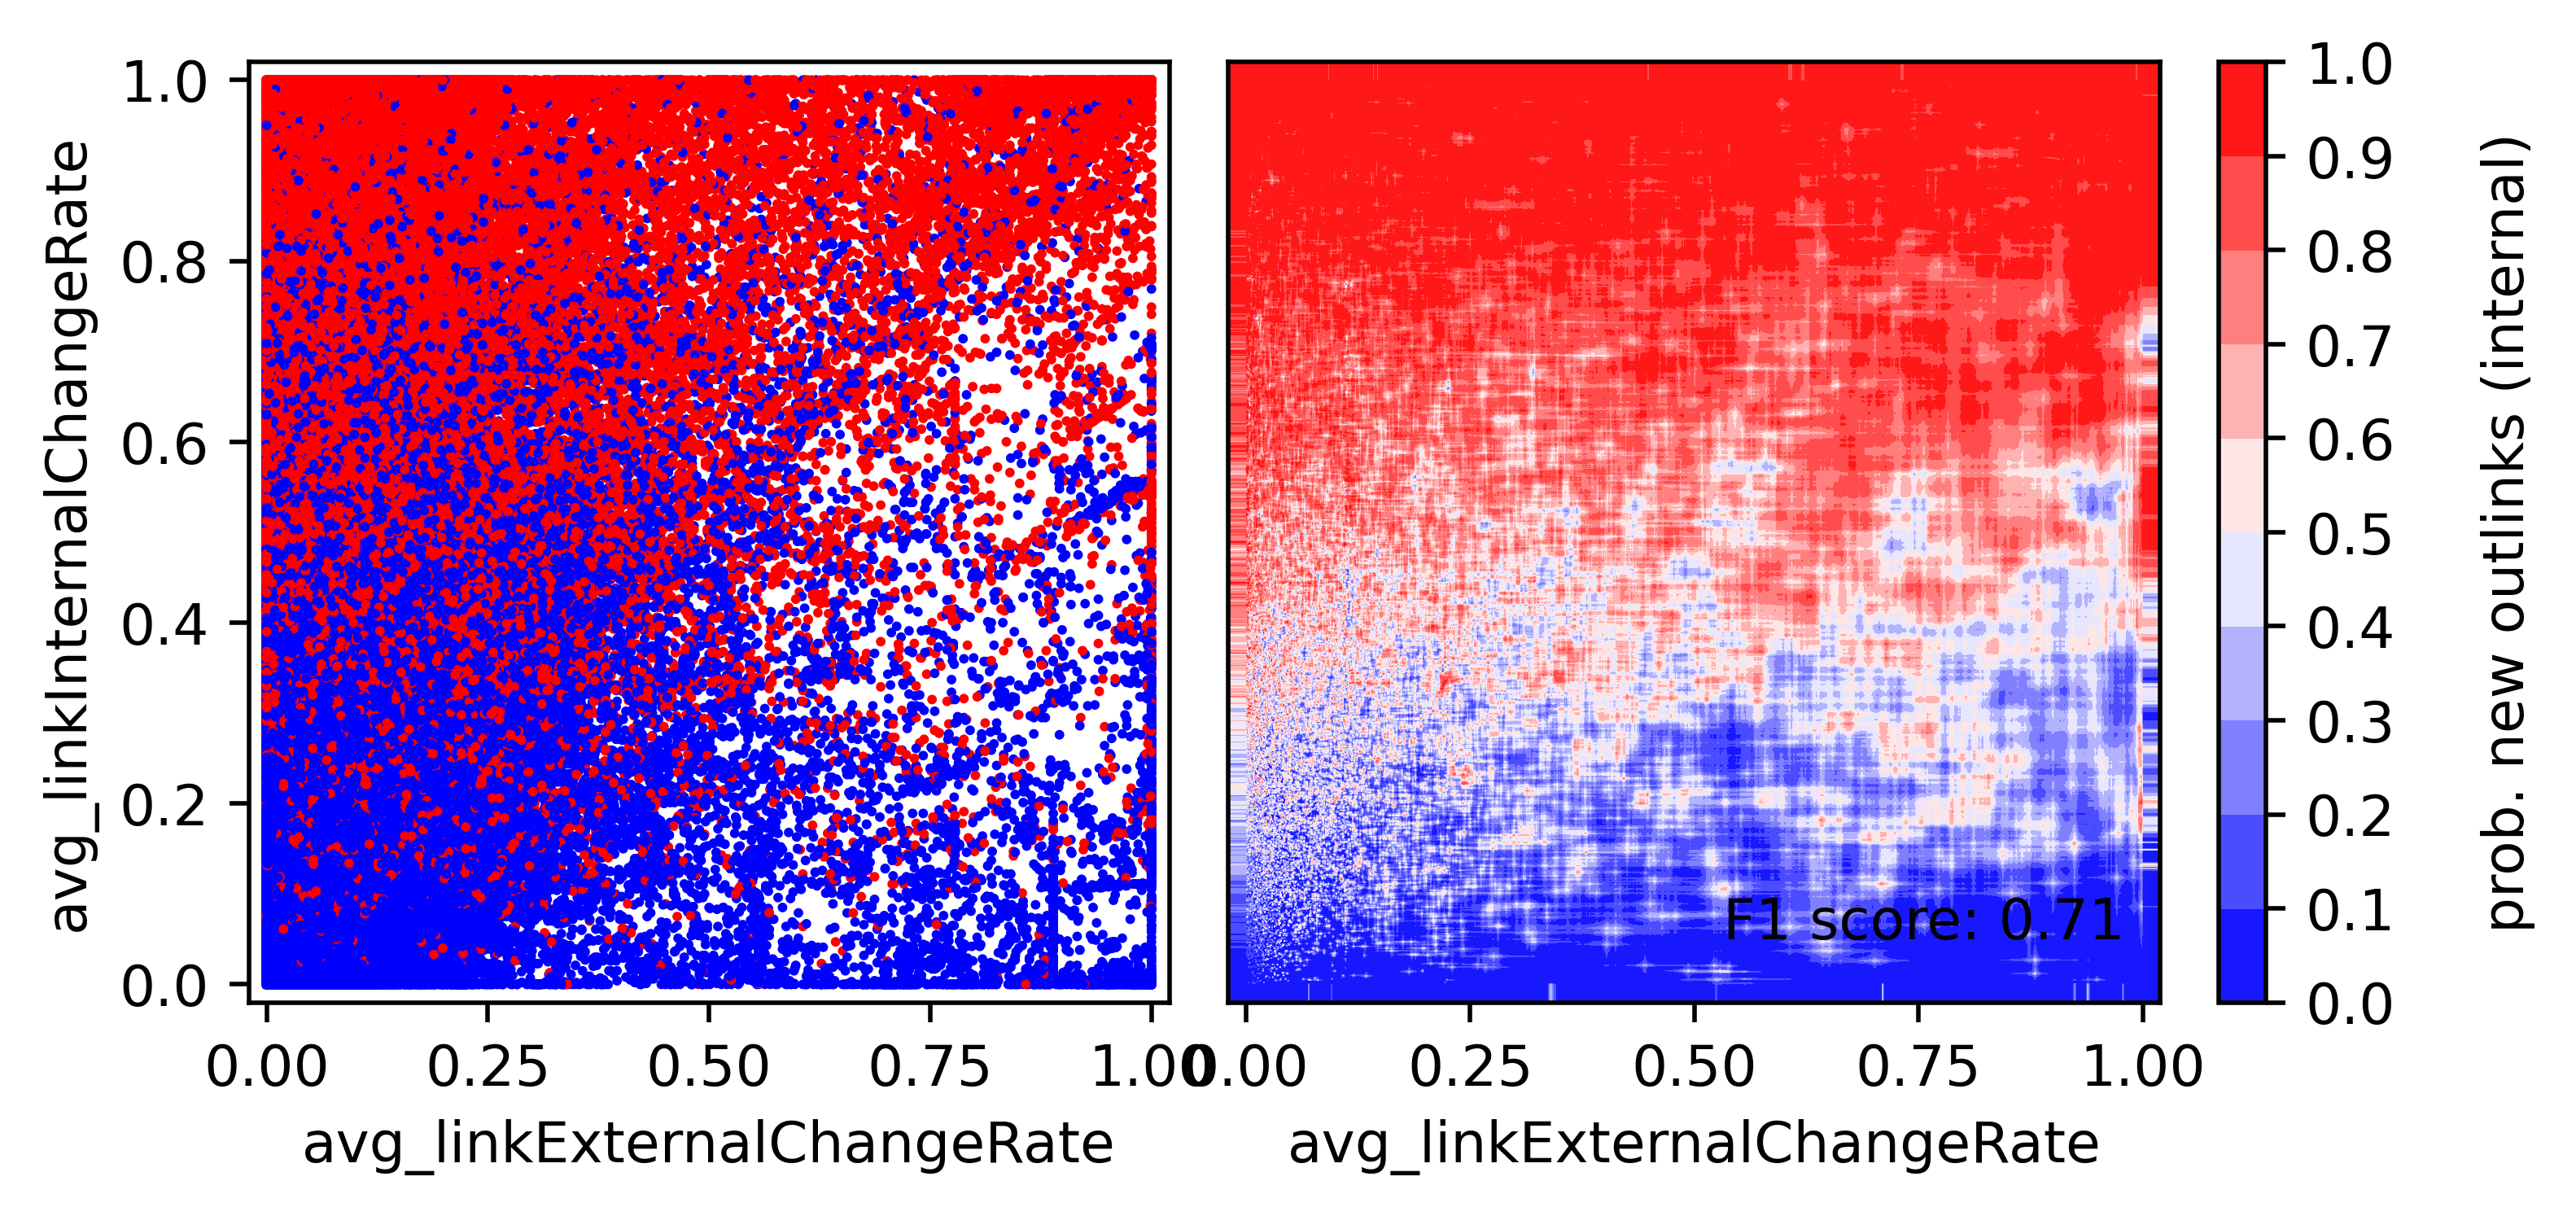 avg_linkInternalChangeRate
1.0
0.8
0.6
0.4
0.2
0.0
0.00 0.25 0.50 0.75 1.00
avg_linkExternalChangeRate
F1 score: 0.71
0.00 0.25 0.50 0.75 1.00
avg_linkExternalChangeRate
1.0
0.9
0.8
0.7
0.6
0.5
0.4
0.3
0.2
0.1
0.0
prob. new outlinks (internal)